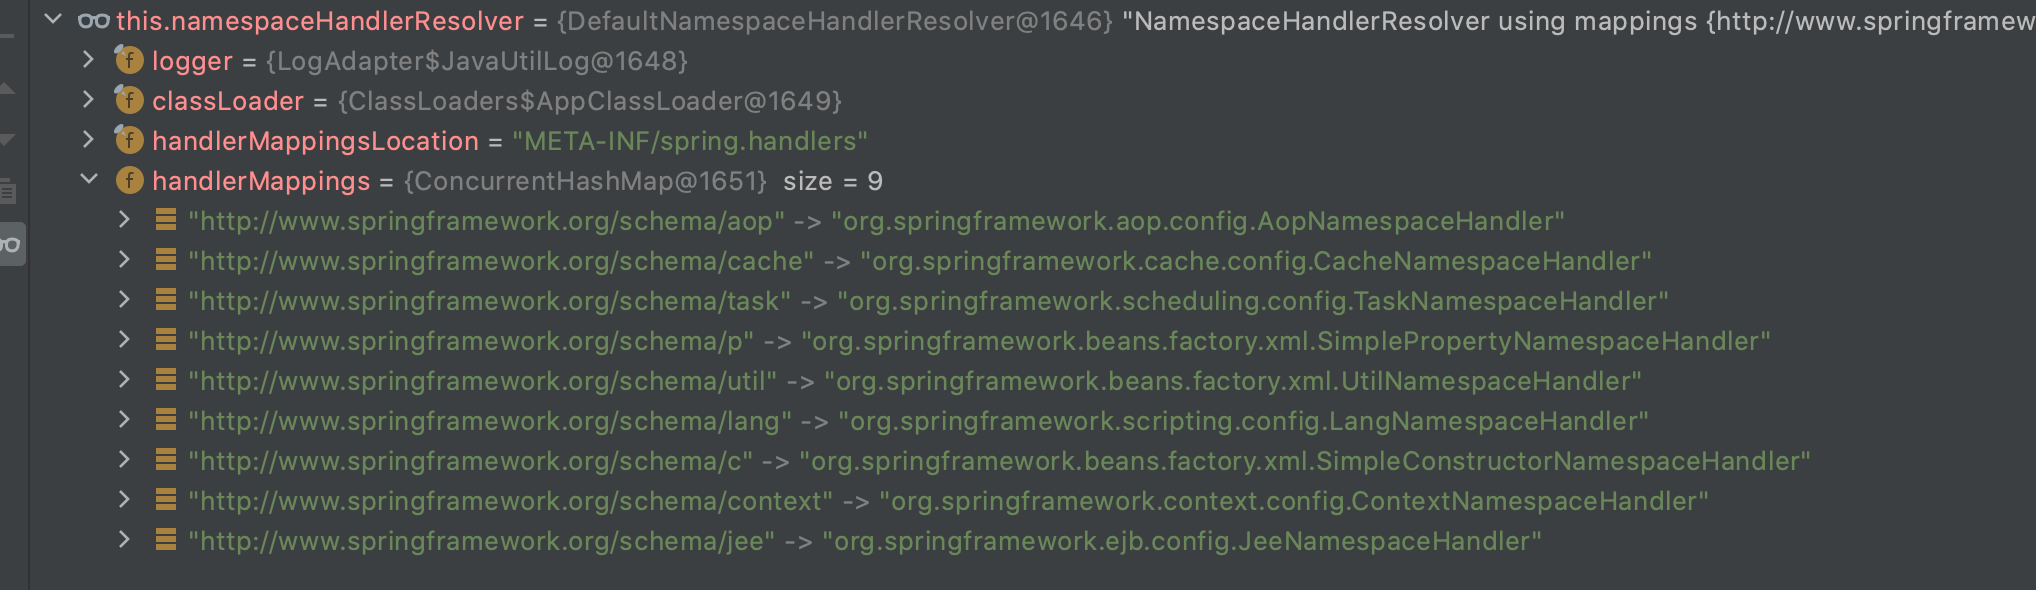 this.namespaceHandlerResolver = {DefaultNamespaceHandlerResolver@1646} "NamespaceHandlerResolver using mappings {http://www.springframew
logger = {LogAdapter$JavaUtilLog@1648}
classLoader = {ClassLoaders$AppClassLoader@1649}
handlerMappingsLocation = "META-INF/spring.handlers"
handlerMappings = {ConcurrentHashMap@1651} size = 9
"http://www.springframework.org/schema/aop" -> "org.springframework.aop.config.AopNamespaceHandler"
"http://www.springframework.org/schema/cache" -> "org.springframework.cache.config.CacheNamespaceHandler"
"http://www.springframework.org/schema/task" -> "org.springframework.scheduling.config.TaskNamespaceHandler"
"http://www.springframework.org/schema/p" -> "org.springframework.beans.factory.xml.SimplePropertyNamespaceHandler"
"http://www.springframework.org/schema/util" -> "org.springframework.beans.factory.xml.UtilNamespaceHandler"
"http://www.springframework.org/schema/lang" -> "org.springframework.scripting.config.LangNamespaceHandler"
"http://www.springframework.org/schema/c" -> "org.springframework.beans.factory.xml.SimpleConstructorNamespaceHandler"
"http://www.springframework.org/schema/context" -> "org.springframework.context.config.ContextNamespaceHandler"
"http://www.springframework.org/schema/jee" -> "org.springframework.ejb.config.JeeNamespaceHandler"